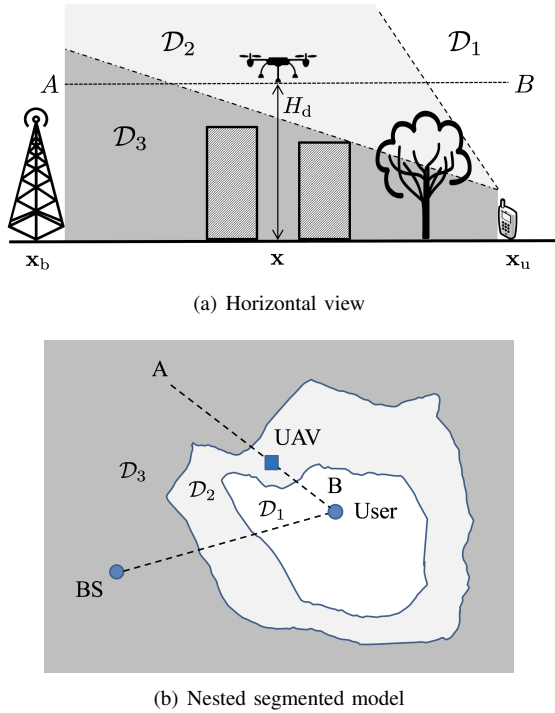 𝒟₂
𝒟₁
A
B
H_d
𝒟₃
x_b
x
x_u
(a) Horizontal view
A
UAV
𝒟₃
𝒟₂
B
𝒟₁
User
BS
(b) Nested segmented model